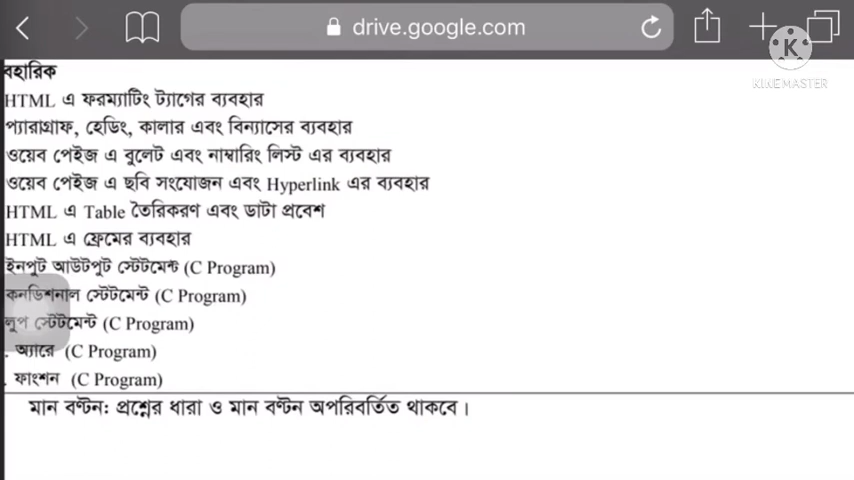 drive.google.com
KINEMASTER
বহারিক
HTML এ ফরম্যাটিং ট্যাগের ব্যবহার
প্যারাগ্রাফ, হেডিং, কালার এবং বিন্যাসের ব্যবহার
ওয়েব পেইজ এ বুলেট এবং নাম্বারিং লিস্ট এর ব্যবহার
ওয়েব পেইজ এ ছবি সংযোজন এবং Hyperlink এর ব্যবহার
HTML এ Table তৈরিকরণ এবং ডাটা প্রবেশ
HTML এ ফ্রেমের ব্যবহার
ইনপুট আউটপুট স্টেটমেন্ট (C Program)
কনডিশনাল স্টেটমেন্ট (C Program)
লুপ স্টেটমেন্ট (C Program)
. অ্যারে (C Program)
. ফাংশন (C Program)
মান বণ্টন: প্রশ্নের ধারা ও মান বণ্টন অপরিবর্তিত থাকবে।